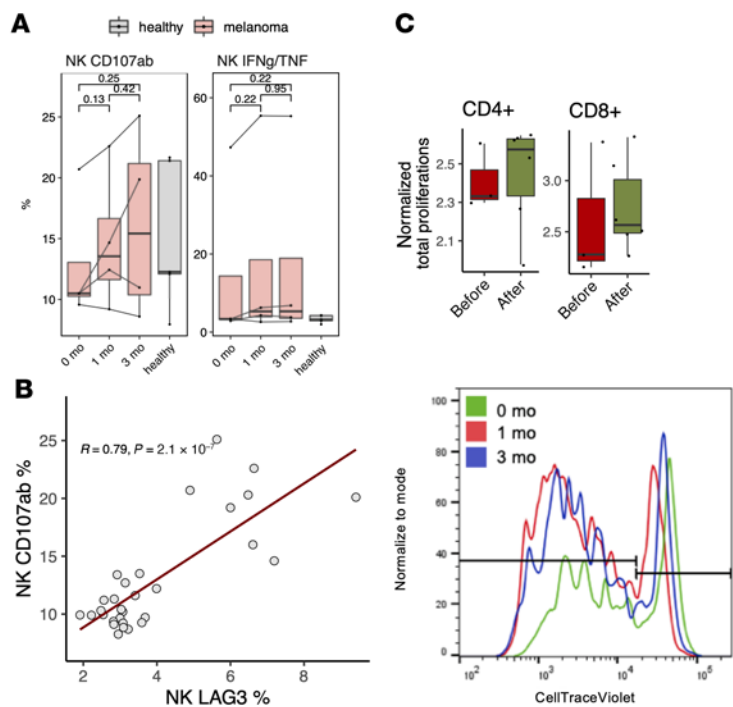 A
healthy
melanoma
NK CD107ab
NK IFNg/TNF
0.25
0.42
0.13
0.22
0.95
0.22
25
20
15
10
%
60
40
20
0
0 mo
1 mo
3 mo
healthy
0 mo
1 mo
3 mo
healthy
C
CD4+
CD8+
Normalized
total proliferations
2.5
2.3
2.1
3.0
2.5
Before
After
Before
After
B
R = 0.79, P = 2.1 × 10⁻⁷
NK CD107ab %
25
20
15
10
2
4
6
8
NK LAG3 %
0 mo
1 mo
3 mo
Normalize to mode
100
80
60
40
20
0
10²
10³
10⁴
10⁵
CellTraceViolet